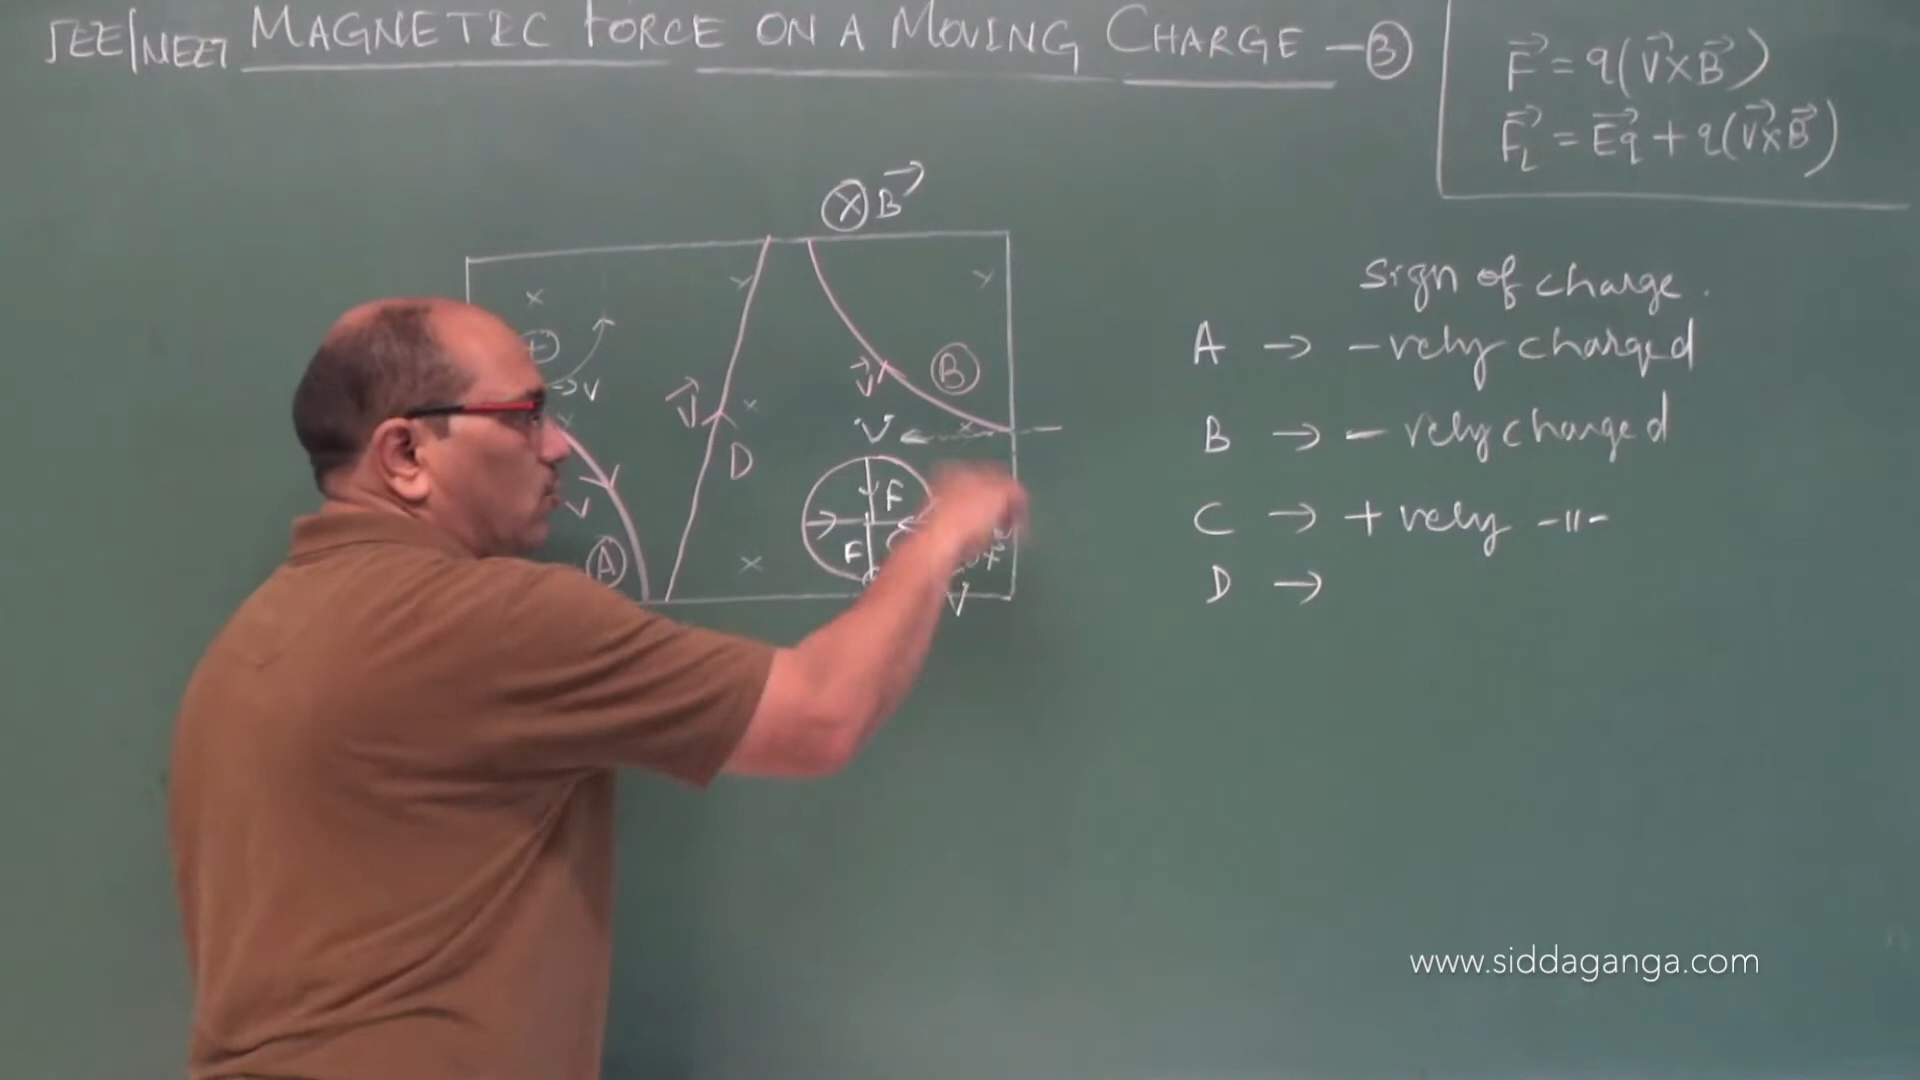 JEE/NEET MAGNETIC FORCE ON A MOVING CHARGE -③
F⃗ = q(V⃗×B⃗)
F⃗L = E⃗q + q(V⃗×B⃗)
ⓧ B⃗
+
→V
V⃗
D
V⃗
Ⓑ
V
V
Ⓐ
F
F
V
sign of charge.
A → -vely charged
B → -vely charged
C → +vely -11-
D →
www.siddaganga.com